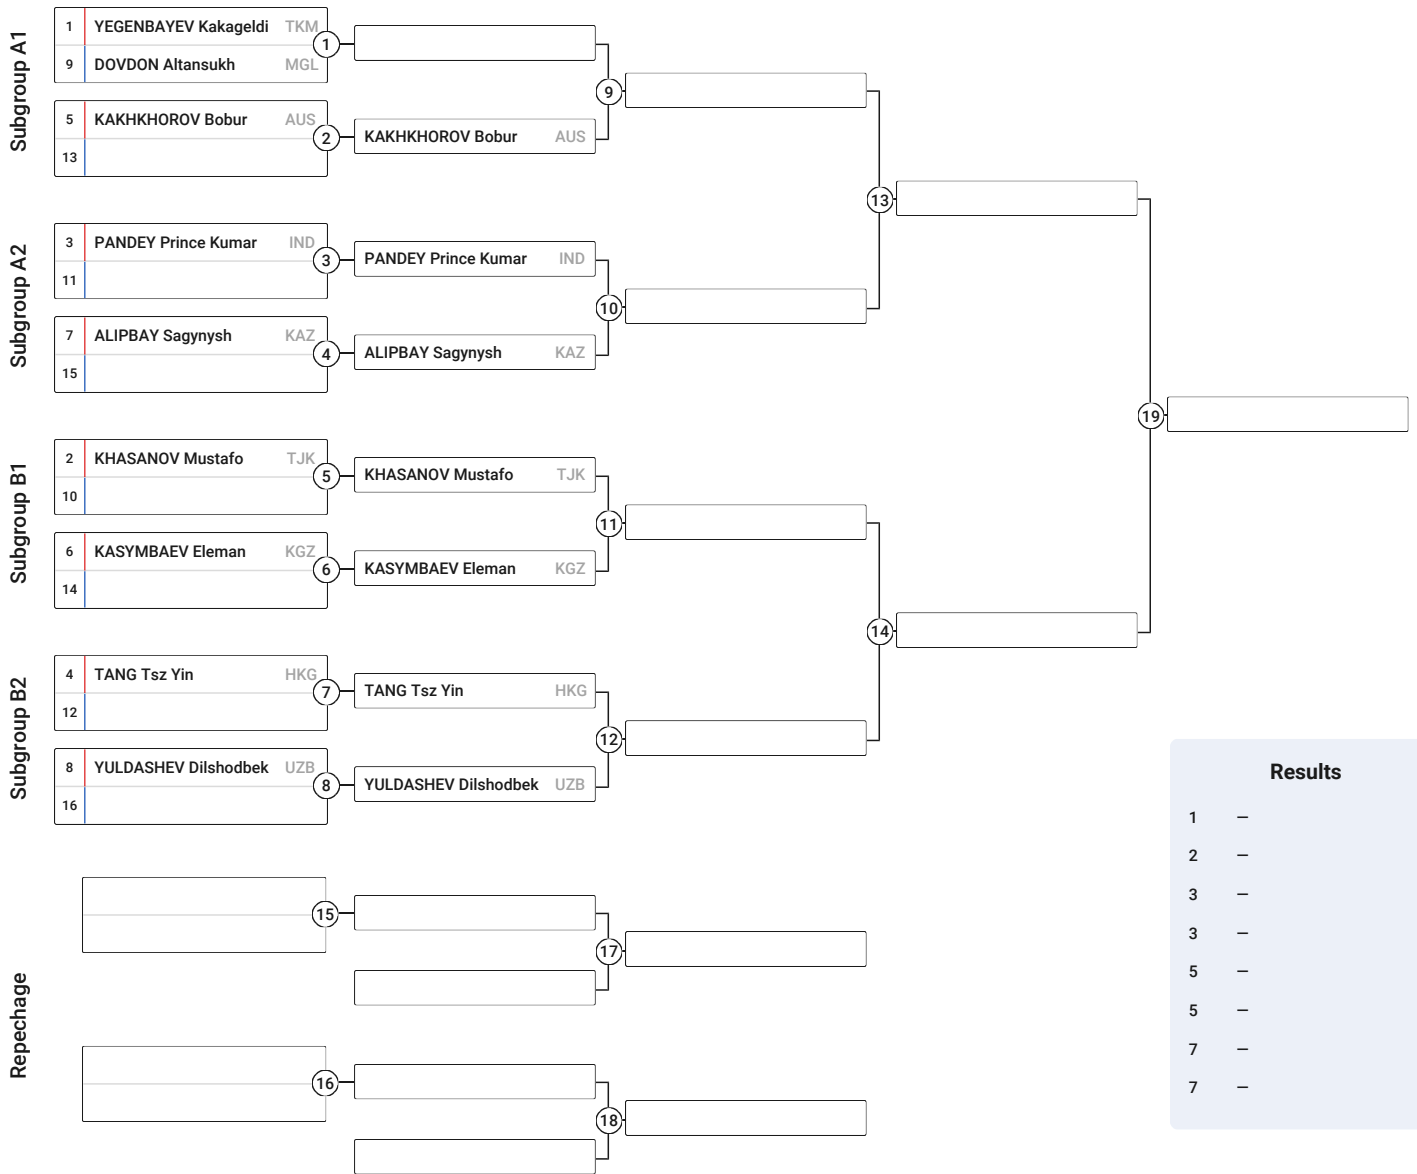 Subgroup A1
1 YEGENBAYEV Kakageldi TKM
9 DOVDON Altansukh MGL
1
5 KAKHKHOROV Bobur AUS
13
2
KAKHKHOROV Bobur AUS
9
Subgroup A2
3 PANDEY Prince Kumar IND
11
3
PANDEY Prince Kumar IND
7 ALIPBAY Sagynysh KAZ
15
4
ALIPBAY Sagynysh KAZ
10
13
Subgroup B1
2 KHASANOV Mustafo TJK
10
5
KHASANOV Mustafo TJK
6 KASYMBAEV Eleman KGZ
14
6
KASYMBAEV Eleman KGZ
11
Subgroup B2
4 TANG Tsz Yin HKG
12
7
TANG Tsz Yin HKG
8 YULDASHEV Dilshodbek UZB
16
8
YULDASHEV Dilshodbek UZB
12
14
19
Repechage
15
17
16
18
Results
1 –
2 –
3 –
3 –
5 –
5 –
7 –
7 –